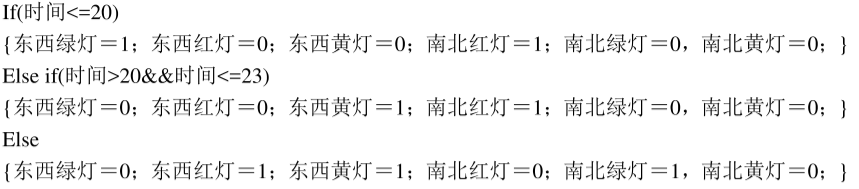 If(时间<=20)
{东西绿灯＝1；东西红灯＝0；东西黄灯＝0；南北红灯＝1；南北绿灯＝0，南北黄灯＝0；}
Else if(时间>20&&时间<=23)
{东西绿灯＝0；东西红灯＝0；东西黄灯＝1；南北红灯＝1；南北绿灯＝0，南北黄灯＝0；}
Else
{东西绿灯＝0；东西红灯＝1；东西黄灯＝1；南北红灯＝0；南北绿灯＝1，南北黄灯＝0；}